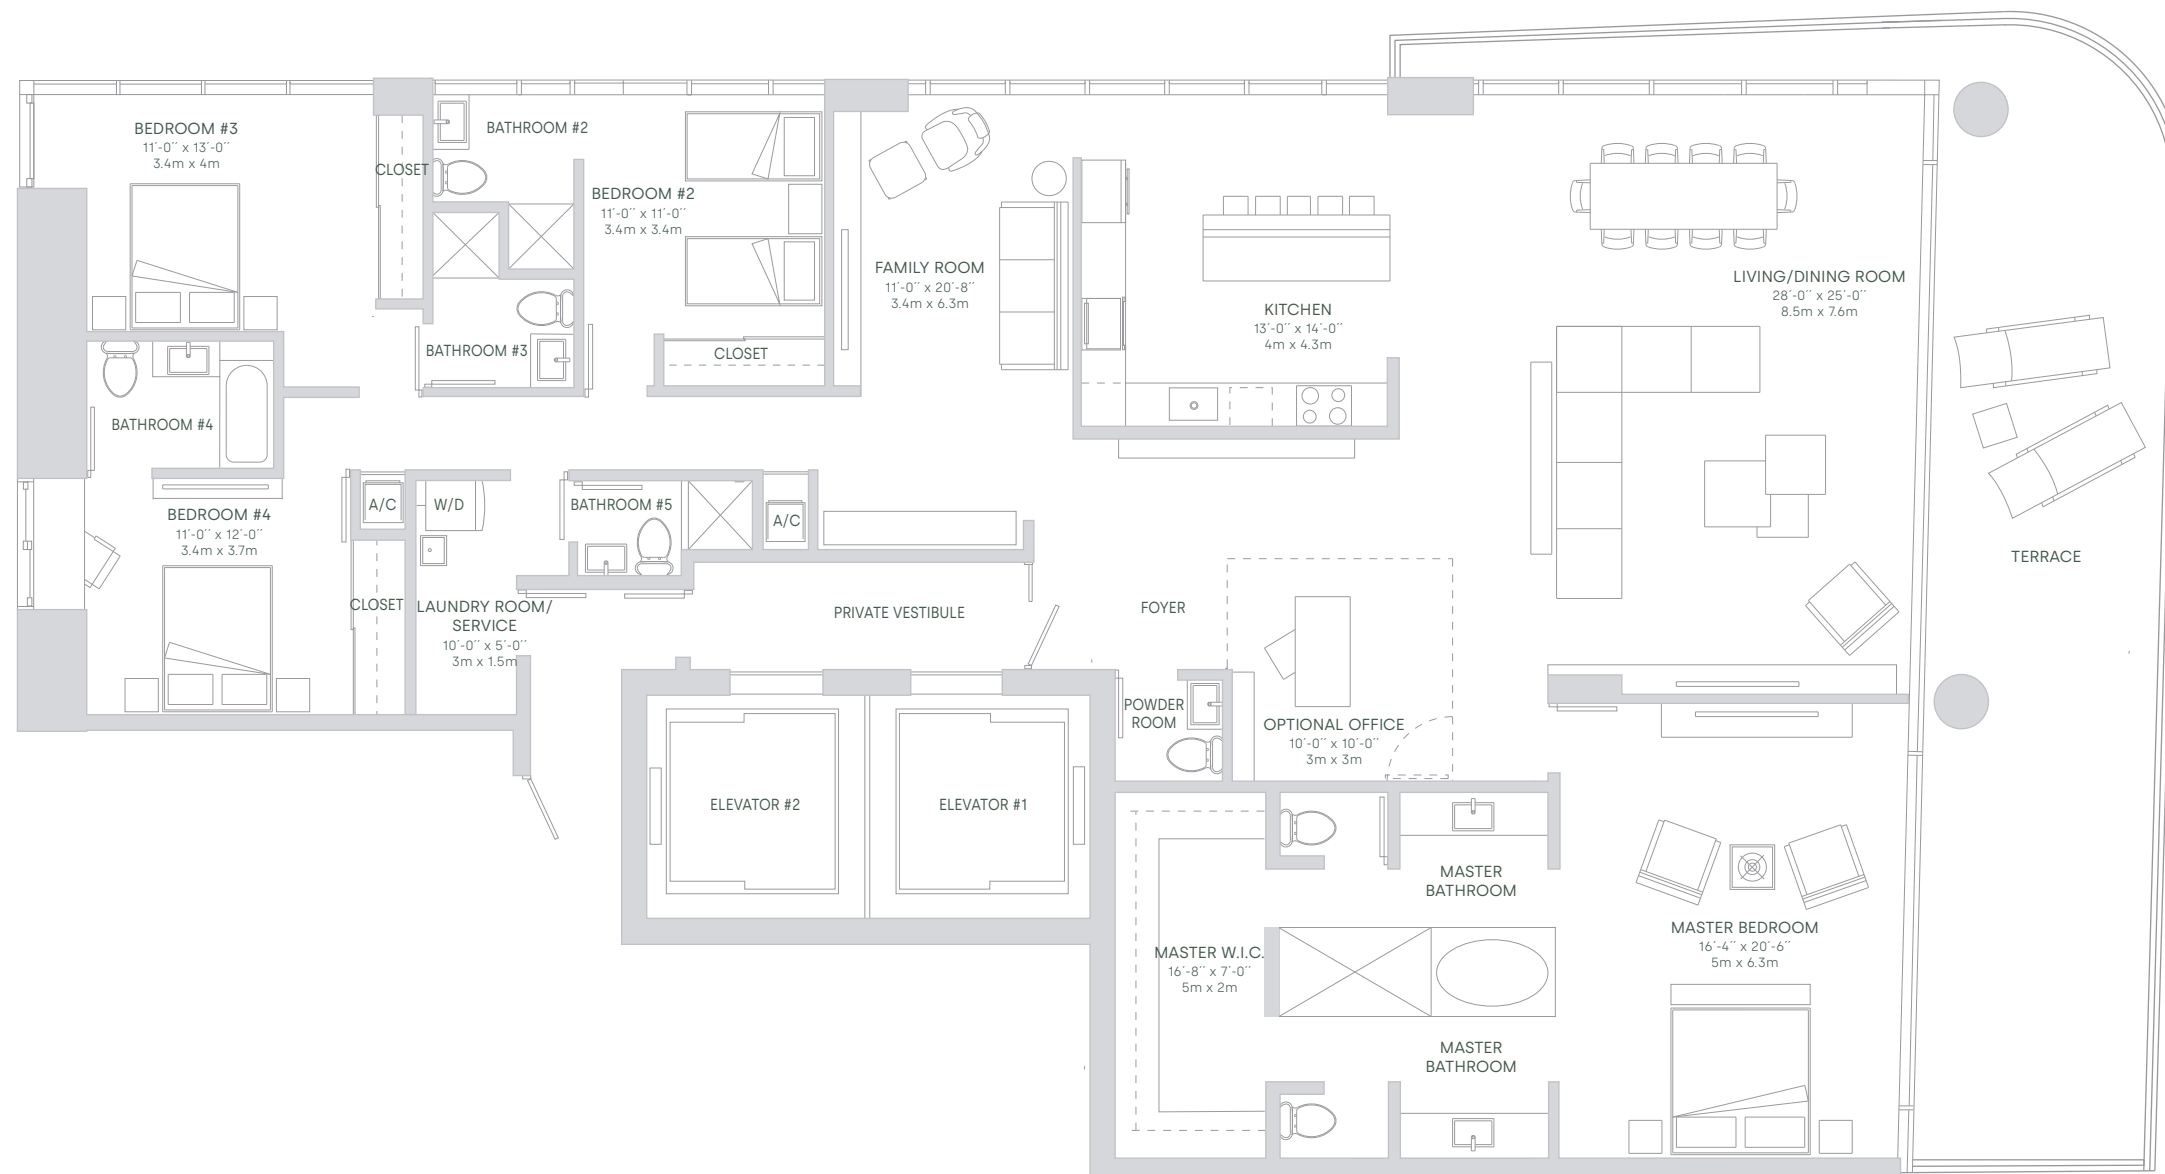 BEDROOM #3
11´-0´´ x 13´-0´´
3.4m x 4m
CLOSET
BATHROOM #2
BEDROOM #2
11´-0´´ x 11´-0´´
3.4m x 3.4m
FAMILY ROOM
11´-0´´ x 20´-8´´
3.4m x 6.3m
KITCHEN
13´-0´´ x 14´-0´´
4m x 4.3m
LIVING/DINING ROOM
28´-0´´ x 25´-0´´
8.5m x 7.6m
BATHROOM #3
CLOSET
BATHROOM #4
BEDROOM #4
11´-0´´ x 12´-0´´
3.4m x 3.7m
A/C
W/D
BATHROOM #5
A/C
TERRACE
CLOSET
LAUNDRY ROOM/
SERVICE
10´-0´´ x 5´-0´´
3m x 1.5m
PRIVATE VESTIBULE
FOYER
POWDER
ROOM
OPTIONAL OFFICE
10´-0´´ x 10´-0´´
3m x 3m
ELEVATOR #2
ELEVATOR #1
MASTER
BATHROOM
MASTER W.I.C.
16´-8´´ x 7´-0´´
5m x 2m
MASTER BEDROOM
16´-4´´ x 20´-6´´
5m x 6.3m
MASTER
BATHROOM